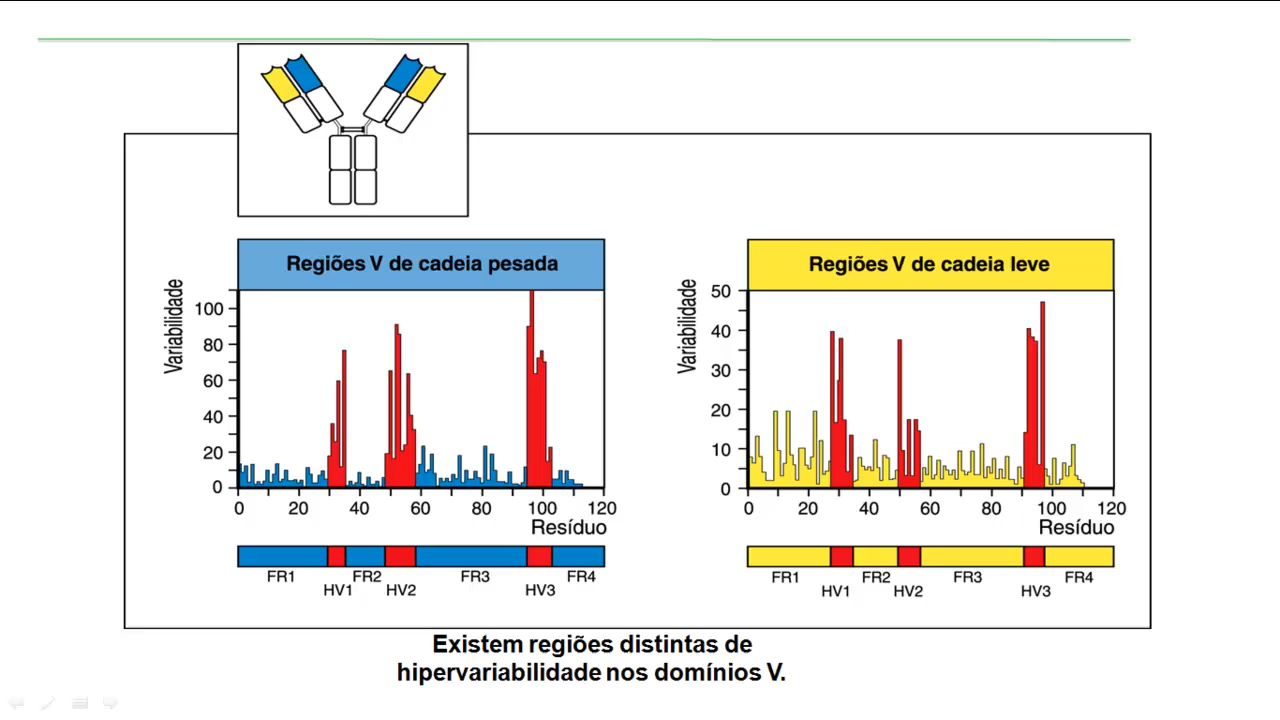 Regiões V de cadeia pesada
Variabilidade
100
80
60
40
20
0
0 20 40 60 80 100 120
Resíduo
FR1 HV1 FR2 HV2 FR3 HV3 FR4
Regiões V de cadeia leve
Variabilidade
50
40
30
20
10
0
0 20 40 60 80 100 120
Resíduo
FR1 HV1 FR2 HV2 FR3 HV3 FR4
Existem regiões distintas de
hipervariabilidade nos domínios V.